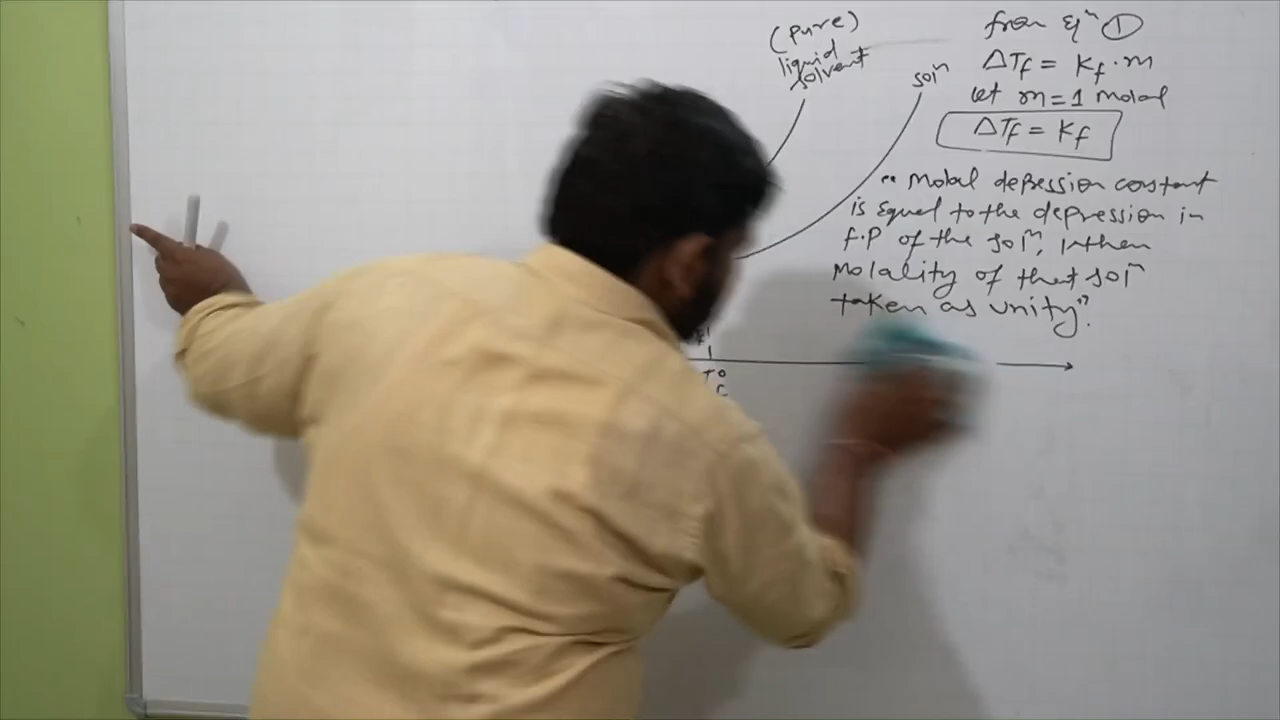 (Pure)
liquid
solvent
solⁿ
from eqⁿ ①
ΔTf = Kf·m
let m=1 molal
ΔTf = Kf
"Molal depession constant
is equal to the depression in
f.P of the solⁿ, when
Molality of that solⁿ
taken as unity".
T°